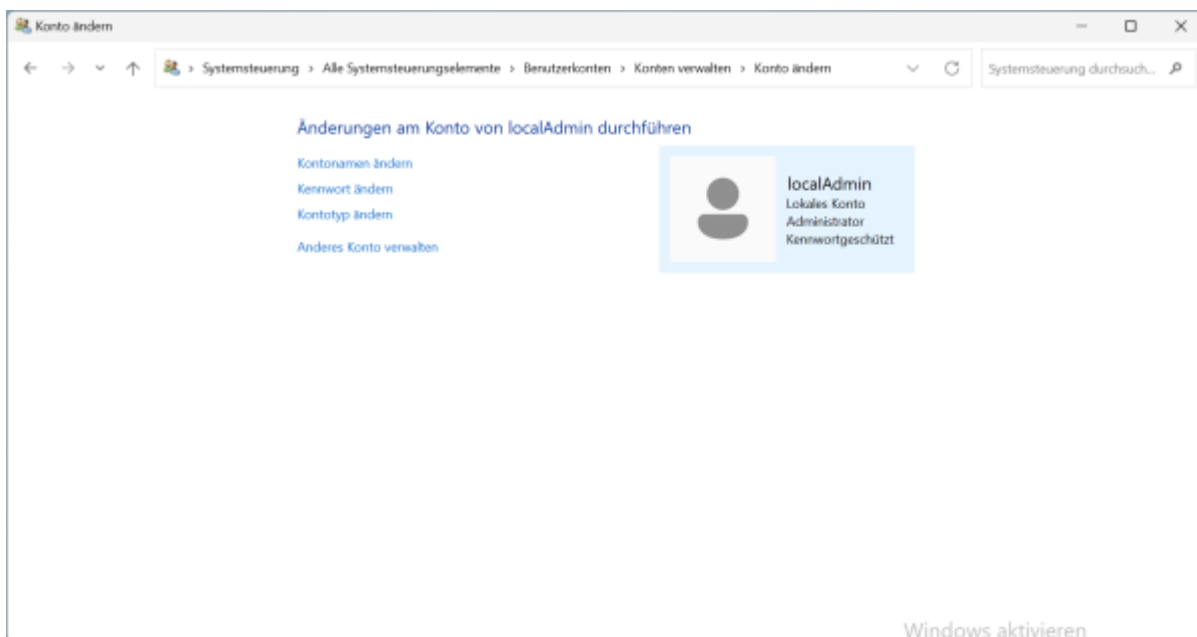 Konto ändern
Systemsteuerung > Alle Systemsteuerungselemente > Benutzerkonten > Konten verwalten > Konto ändern
Systemsteuerung durchsuch...
Änderungen am Konto von localAdmin durchführen
Kontonamen ändern
Kennwort ändern
Kontotyp ändern
Anderes Konto verwalten
localAdmin
Lokales Konto
Administrator
Kennwortgeschützt
Windows aktivieren